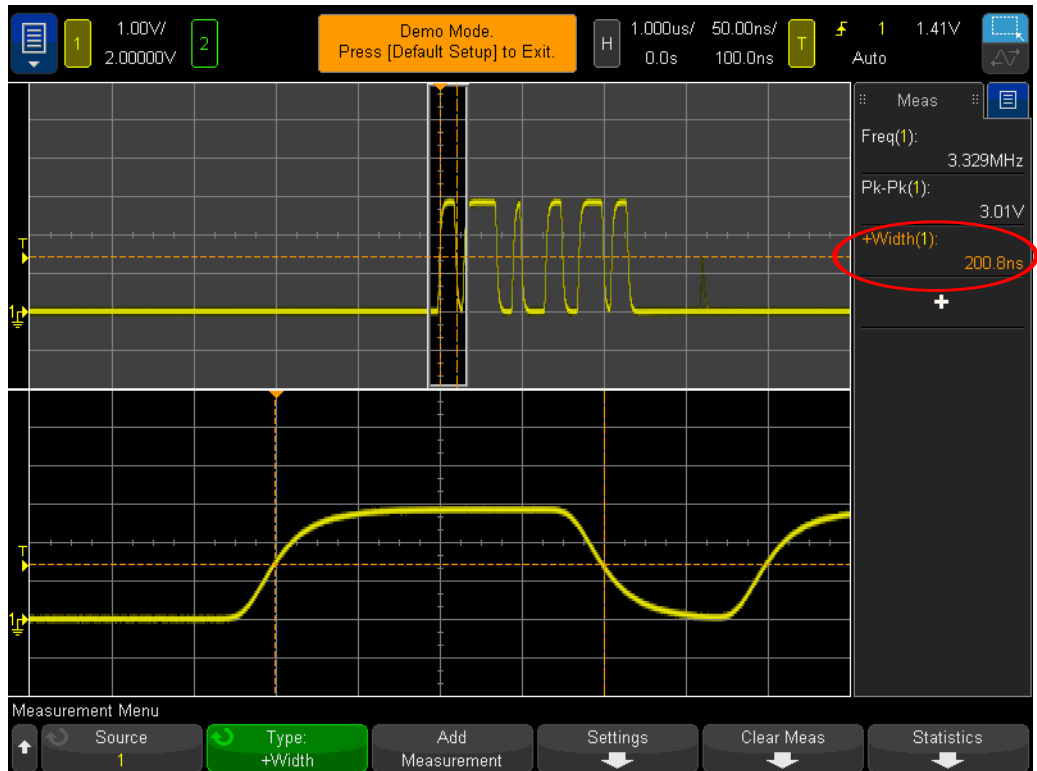 1 1.00V/ 2 Demo Mode. H 1.000us/ 50.00ns/ T 1 1.41V
2.00000V Press [Default Setup] to Exit. 0.0s 100.0ns Auto
Meas
Freq(1):
3.329MHz
Pk-Pk(1):
3.01V
+Width(1):
200.8ns
+
T
1
T
1
Measurement Menu
Source Type: Add Settings Clear Meas Statistics
1 +Width Measurement